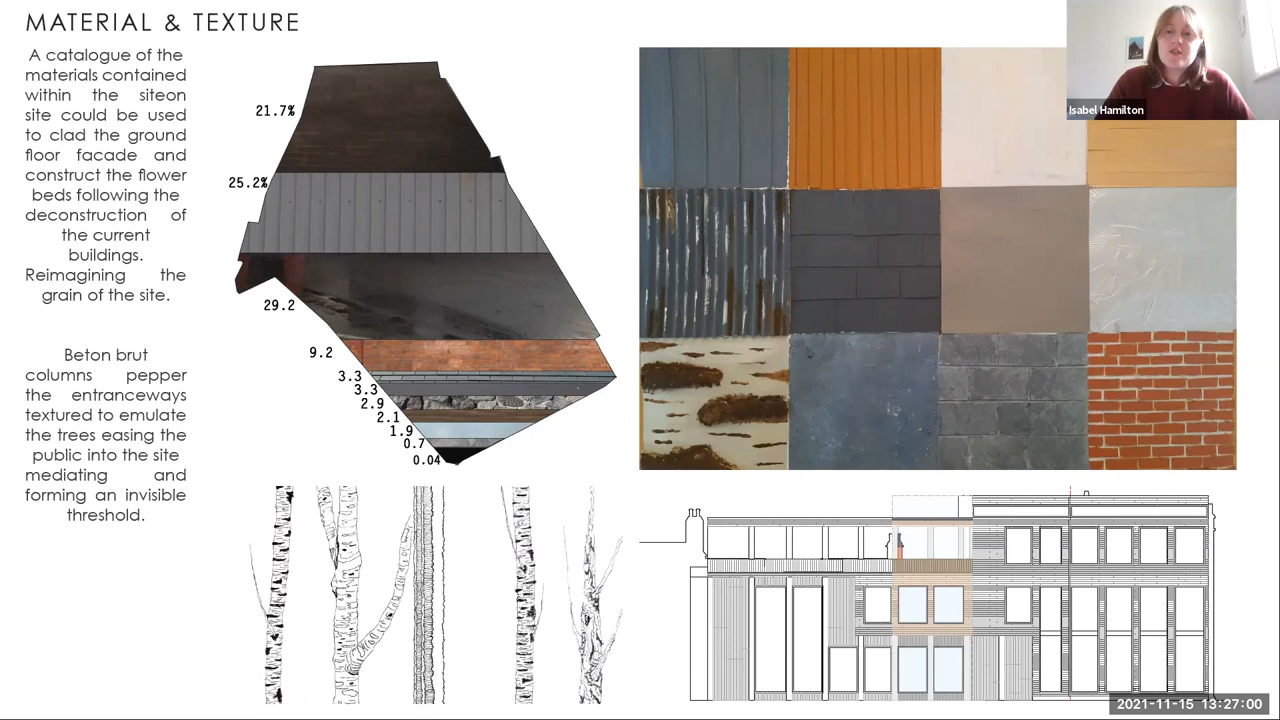 MATERIAL & TEXTURE
A catalogue of the
materials contained
within the siteon
site could be used
to clad the ground
floor facade and
construct the flower
beds following the
deconstruction of
the current
buildings.
Reimagining the
grain of the site.
Beton brut
columns pepper
the entranceways
textured to emulate
the trees easing the
public into the site
mediating and
forming an invisible
threshold.
21.7%
25.2%
29.2
9.2
3.3
3.3
2.9
2.1
1.9
0.7
0.04
Isabel Hamilton
2021-11-15 13:27:00